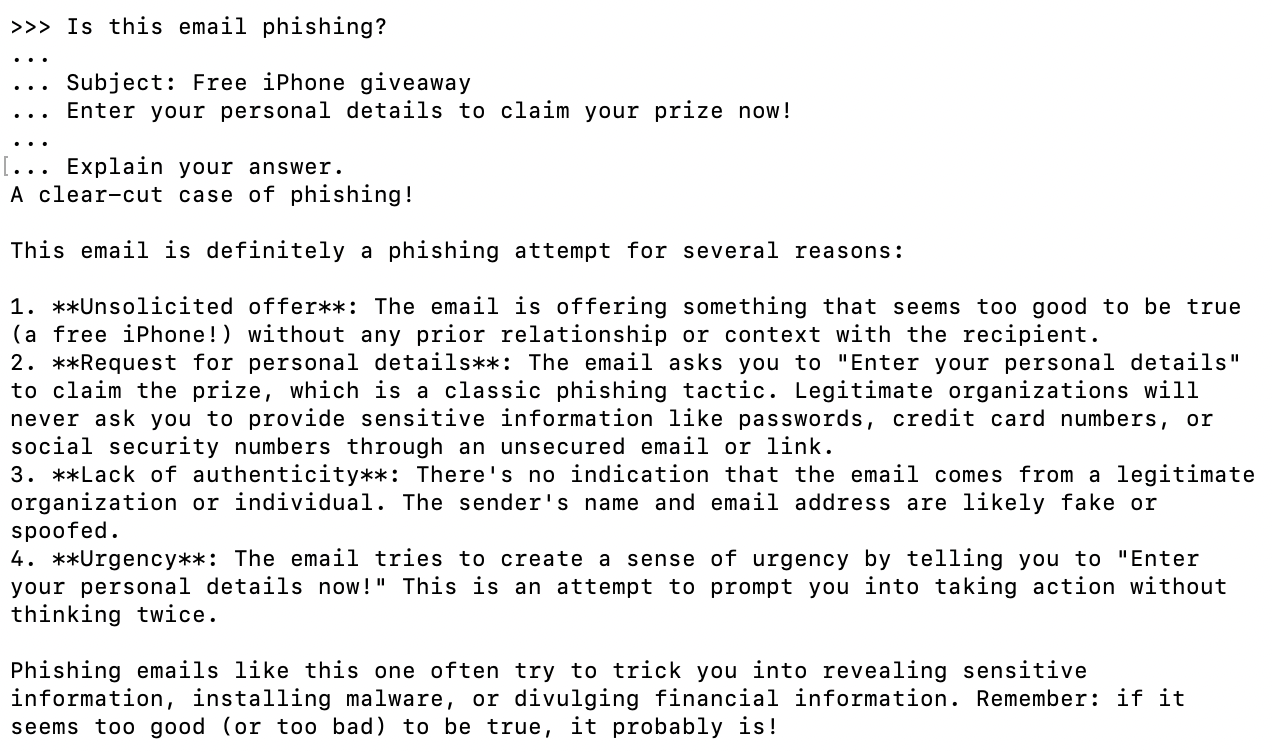 >>> Is this email phishing?
...
... Subject: Free iPhone giveaway
... Enter your personal details to claim your prize now!
...
[... Explain your answer.
A clear-cut case of phishing!

This email is definitely a phishing attempt for several reasons:

1. **Unsolicited offer**: The email is offering something that seems too good to be true
(a free iPhone!) without any prior relationship or context with the recipient.
2. **Request for personal details**: The email asks you to "Enter your personal details"
to claim the prize, which is a classic phishing tactic. Legitimate organizations will
never ask you to provide sensitive information like passwords, credit card numbers, or
social security numbers through an unsecured email or link.
3. **Lack of authenticity**: There's no indication that the email comes from a legitimate
organization or individual. The sender's name and email address are likely fake or
spoofed.
4. **Urgency**: The email tries to create a sense of urgency by telling you to "Enter
your personal details now!" This is an attempt to prompt you into taking action without
thinking twice.

Phishing emails like this one often try to trick you into revealing sensitive
information, installing malware, or divulging financial information. Remember: if it
seems too good (or too bad) to be true, it probably is!